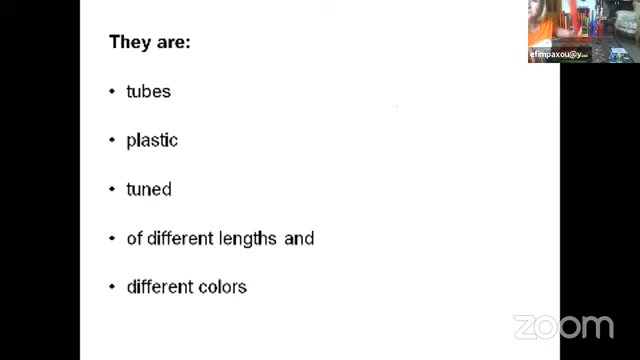 They are:
• tubes
• plastic
• tuned
• of different lengths and
• different colors
efimpaxou@y...
zoom